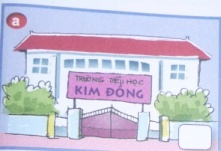 a
TRƯỜNG TIỂU HỌC
KIM ĐỒNG